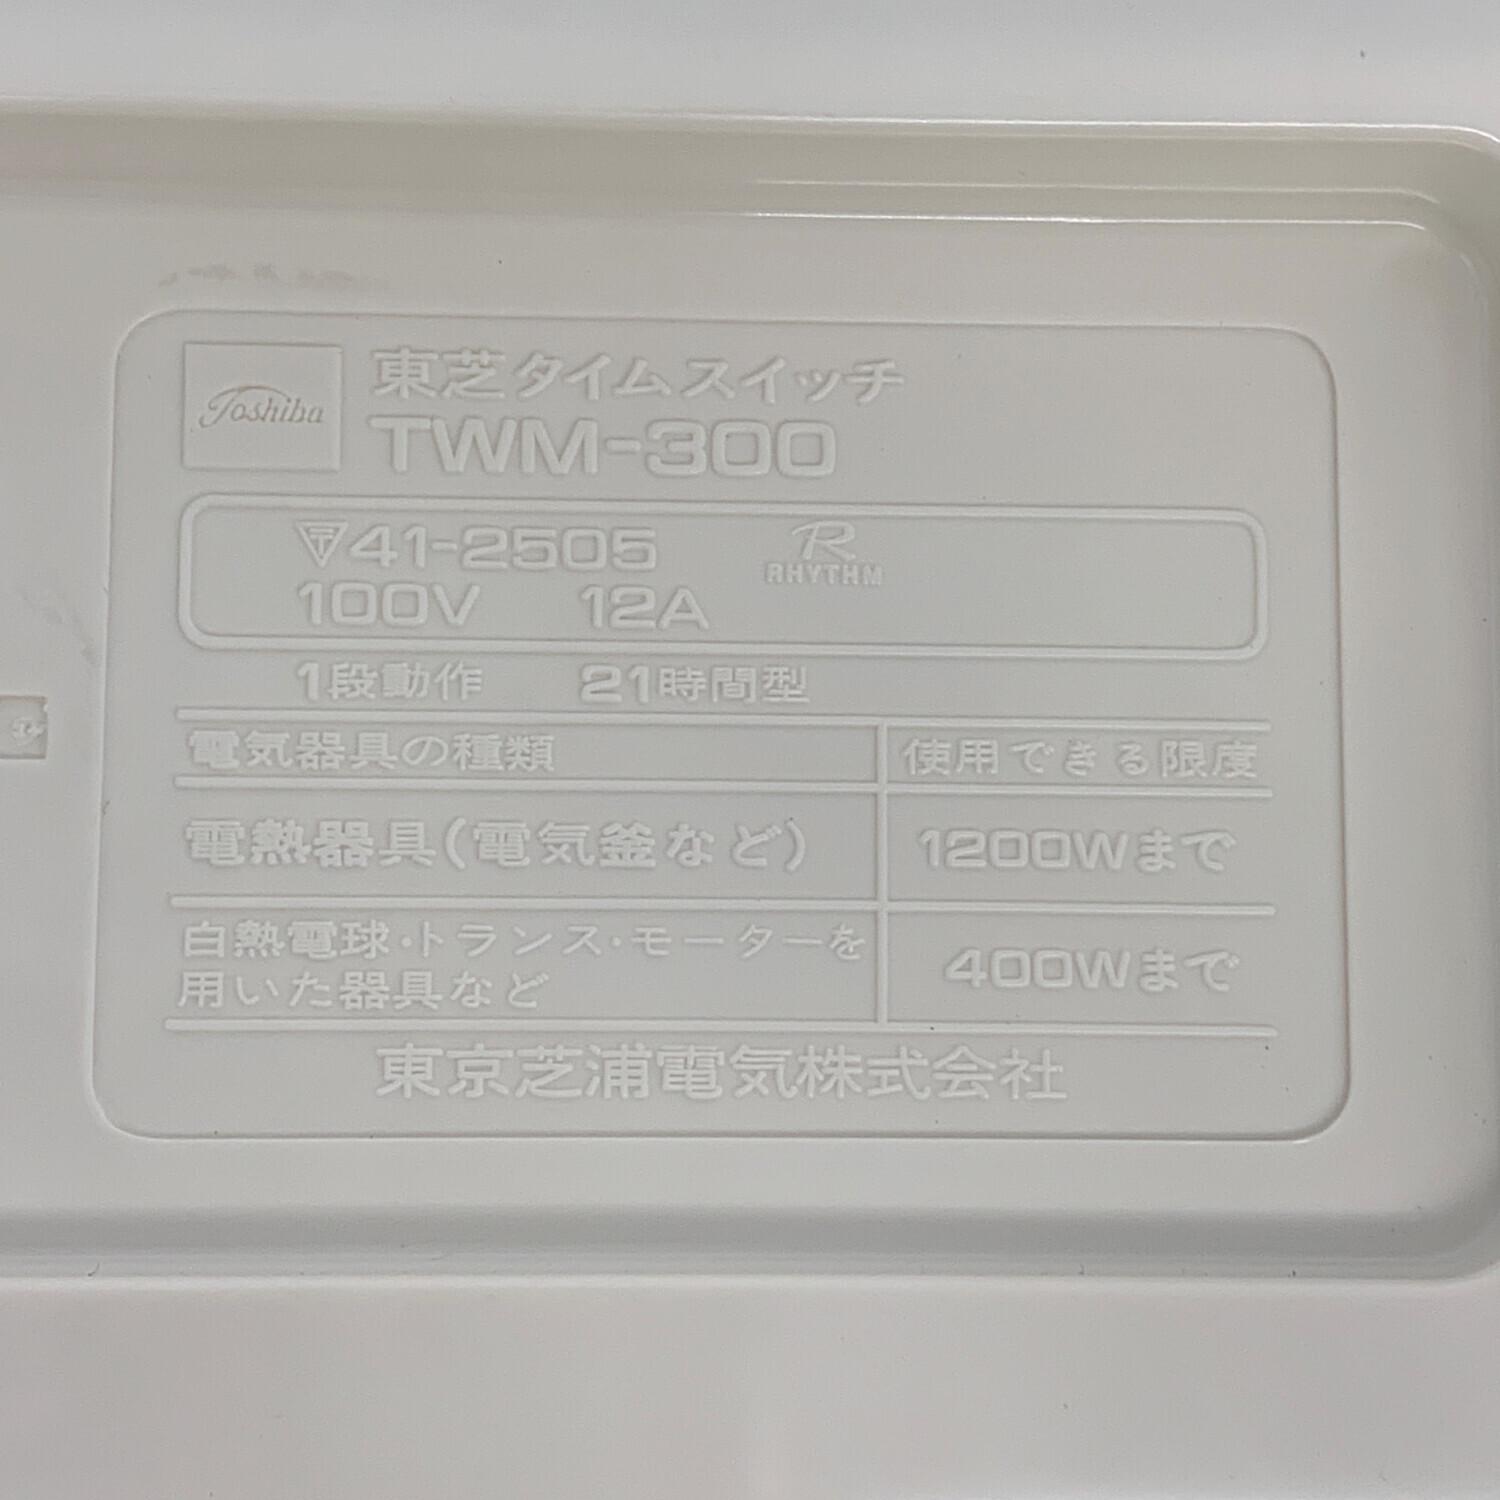 Toshiba
東芝タイムスイッチ
TWM-300
41-2505
R
RHYTHM
100V 12A
1段動作 21時間型
電気器具の種類 使用できる限度
電熱器具(電気釜など) 1200Wまで
白熱電球・トランス・モーターを
用いた器具など 400Wまで
東京芝浦電気株式会社